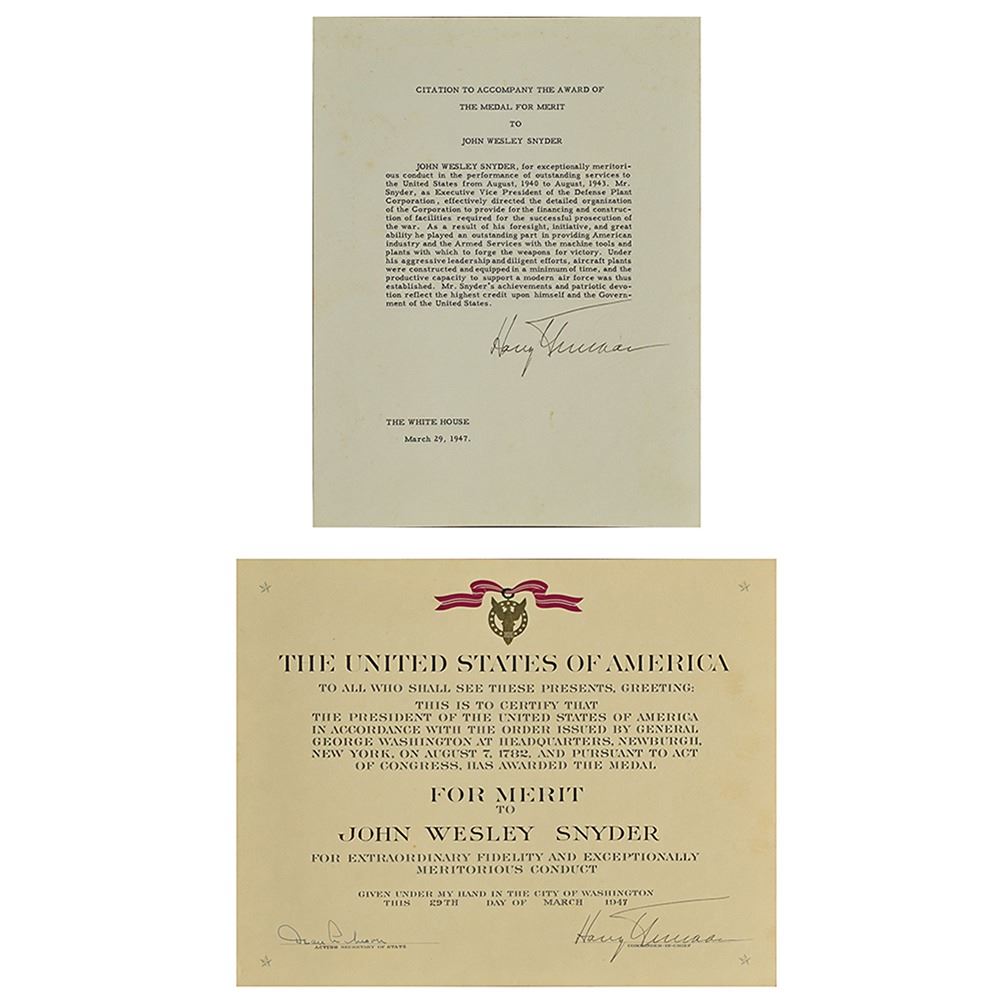 CITATION TO ACCOMPANY THE AWARD OF
THE MEDAL FOR MERIT
TO
JOHN WESLEY SNYDER
JOHN WESLEY SNYDER, for exceptionally meritori-
ous conduct in the performance of outstanding services to
the United States from August, 1940 to August, 1943. Mr.
Snyder, as Executive Vice President of the Defense Plant
Corporation, effectively directed the detailed organization
of the Corporation to provide for the financing and construc-
tion of facilities required for the successful prosecution of
the war. As a result of his foresight, initiative, and great
ability he played an outstanding part in providing American
industry and the Armed Services with the machine tools and
plants with which to forge the weapons for victory. Under
his aggressive leadership and diligent efforts, aircraft plants
were constructed and equipped in a minimum of time, and the
productive capacity to support a modern air force was thus
established. Mr. Snyder's achievements and patriotic devo-
tion reflect the highest credit upon himself and the Govern-
ment of the United States.
Harry Truman
THE WHITE HOUSE
March 29, 1947.
THE UNITED STATES OF AMERICA
TO ALL WHO SHALL SEE THESE PRESENTS, GREETING:
THIS IS TO CERTIFY THAT
THE PRESIDENT OF THE UNITED STATES OF AMERICA
IN ACCORDANCE WITH THE ORDER ISSUED BY GENERAL
GEORGE WASHINGTON AT HEADQUARTERS, NEWBURGH,
NEW YORK, ON AUGUST 7, 1782, AND PURSUANT TO ACT
OF CONGRESS, HAS AWARDED THE MEDAL
FOR MERIT
TO
JOHN WESLEY SNYDER
FOR EXTRAORDINARY FIDELITY AND EXCEPTIONALLY
MERITORIOUS CONDUCT
GIVEN UNDER MY HAND IN THE CITY OF WASHINGTON
THIS 29TH DAY OF MARCH 1947
Dean Acheson
ACTING SECRETARY OF STATE
Harry Truman
COMMANDER-IN-CHIEF